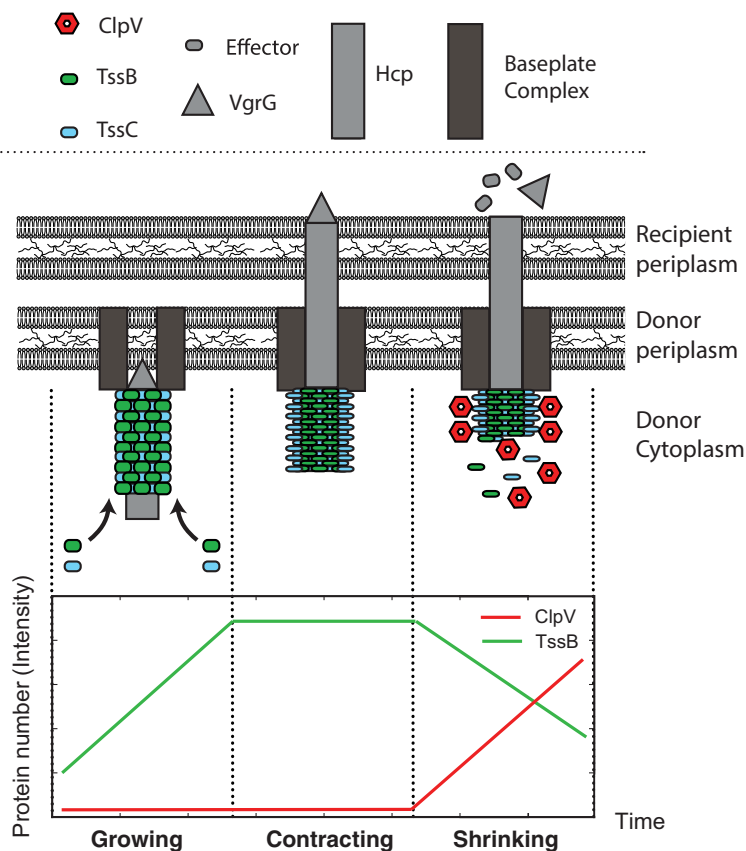 ClpV
TssB
TssC
Effector
VgrG
Hcp
Baseplate
Complex
Recipient
periplasm
Donor
periplasm
Donor
Cytoplasm
Protein number (Intensity)
ClpV
TssB
Time
Growing
Contracting
Shrinking